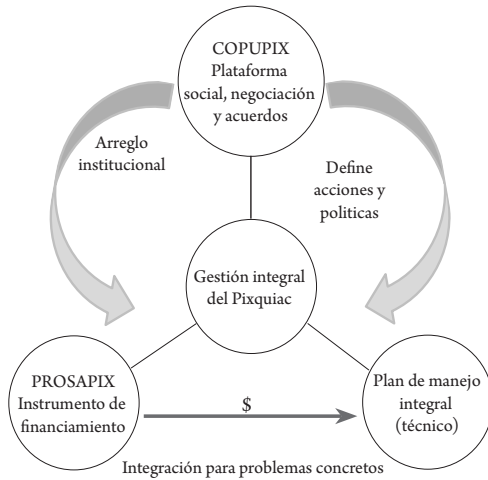 COPUPIX
Plataforma
social, negociación
y acuerdos
Arreglo
institucional
Define
acciones y
politicas
Gestión integral
del Pixquiac
PROSAPIX
Instrumento de
financiamiento
$
Plan de manejo
integral
(técnico)
Integración para problemas concretos